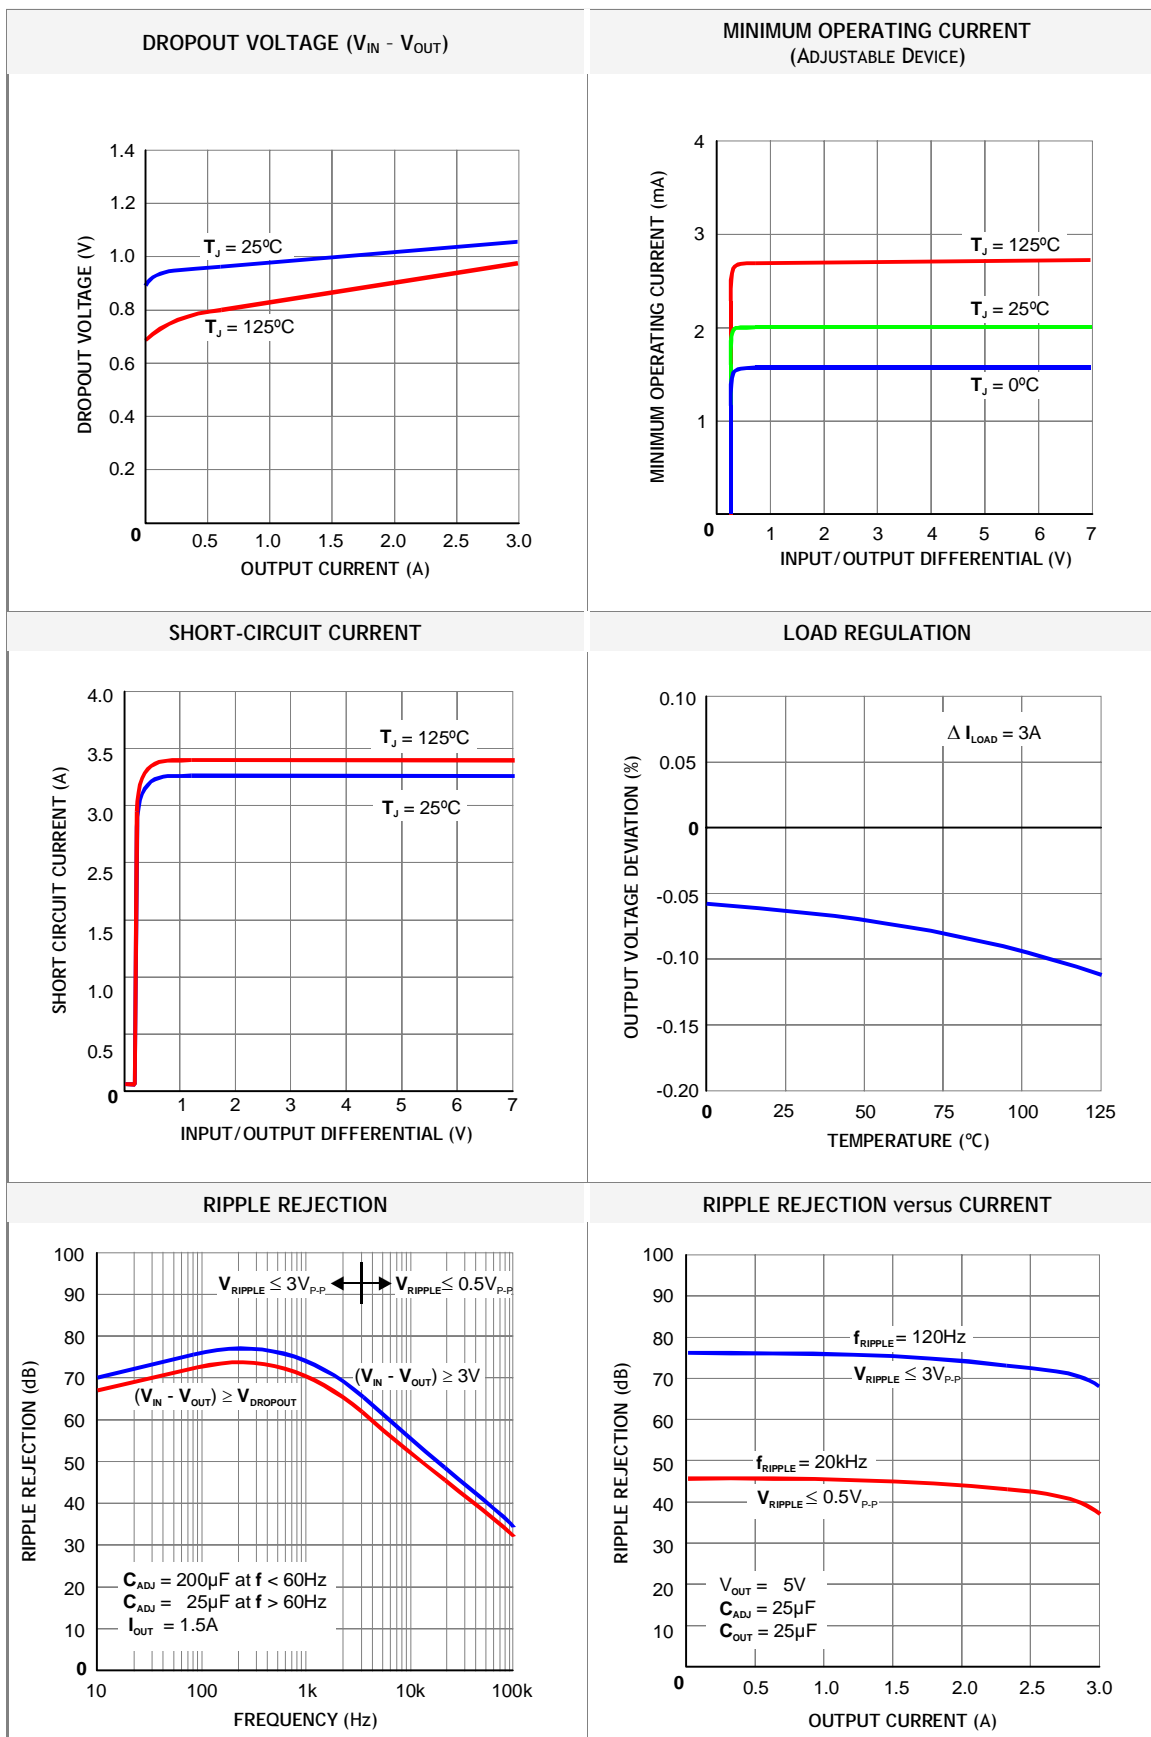 DROPOUT VOLTAGE (VIN - VOUT)
1.4
1.2
1.0
0.8
0.6
0.4
0.2
0
DROPOUT VOLTAGE (V)
TJ = 25ºC
TJ = 125ºC
0.5 1.0 1.5 2.0 2.5 3.0
OUTPUT CURRENT (A)
MINIMUM OPERATING CURRENT
(ADJUSTABLE DEVICE)
4
3
2
1
0
MINIMUM OPERATING CURRENT (mA)
TJ = 125ºC
TJ = 25ºC
TJ = 0ºC
1 2 3 4 5 6 7
INPUT/OUTPUT DIFFERENTIAL (V)
SHORT-CIRCUIT CURRENT
4.0
3.5
3.0
2.5
1.5
1.0
0.5
0
SHORT CIRCUIT CURRENT (A)
TJ = 125ºC
TJ = 25ºC
1 2 3 4 5 6 7
INPUT/OUTPUT DIFFERENTIAL (V)
LOAD REGULATION
0.10
0.05
0
-0.05
-0.10
-0.15
-0.20
OUTPUT VOLTAGE DEVIATION (%)
Δ ILOAD = 3A
0 25 50 75 100 125
TEMPERATURE (ºC)
RIPPLE REJECTION
100
90
80
70
60
50
40
30
20
10
0
RIPPLE REJECTION (dB)
VRIPPLE ≤ 3VP-P
VRIPPLE ≤ 0.5VP-P
(VIN - VOUT) ≥ 3V
(VIN - VOUT) ≥ VDROPOUT
CADJ = 200µF at f < 60Hz
CADJ = 25µF at f > 60Hz
IOUT = 1.5A
10 100 1k 10k 100k
FREQUENCY (Hz)
RIPPLE REJECTION versus CURRENT
100
90
80
70
60
50
40
30
20
10
0
RIPPLE REJECTION (dB)
fRIPPLE = 120Hz
VRIPPLE ≤ 3VP-P
fRIPPLE = 20kHz
VRIPPLE ≤ 0.5VP-P
VOUT = 5V
CADJ = 25µF
COUT = 25µF
0.5 1.0 1.5 2.0 2.5 3.0
OUTPUT CURRENT (A)